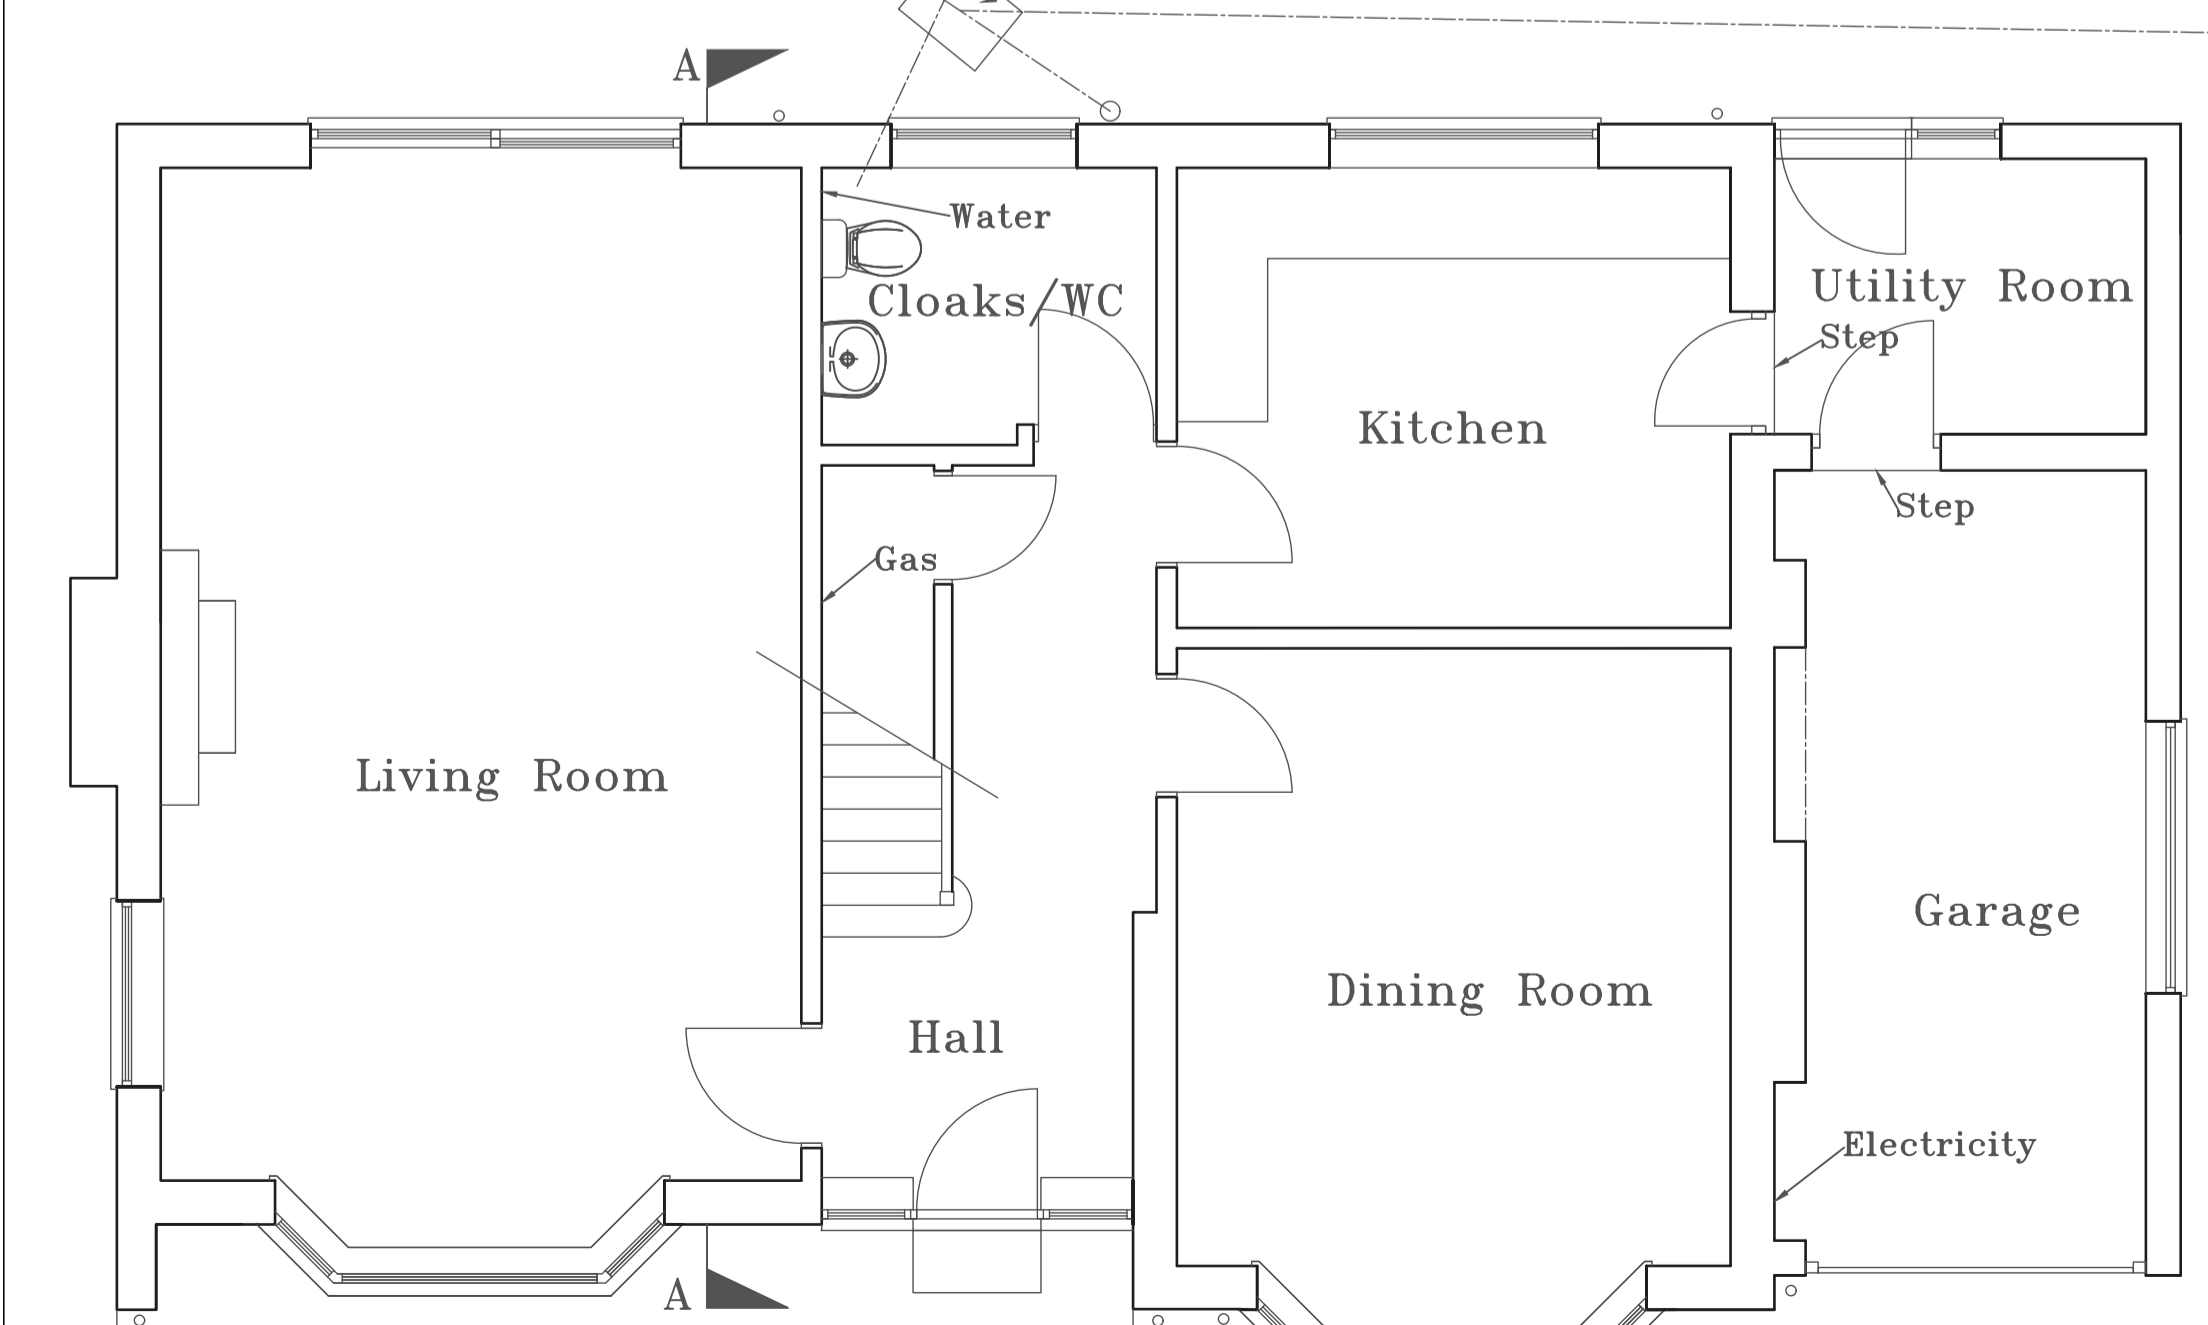 A
Water
Cloaks/WC
Utility Room
Step
Kitchen
Step
Gas
Living Room
Garage
Dining Room
Hall
Electricity
A